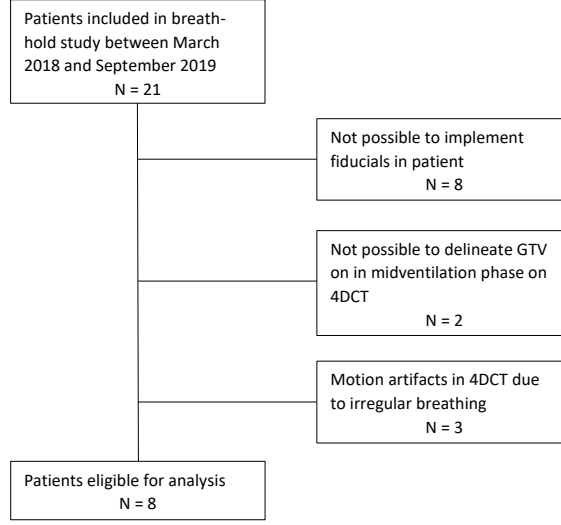 Patients included in breath-
hold study between March
2018 and September 2019
N = 21
Not possible to implement
fiducials in patient
N = 8
Not possible to delineate GTV
on in midventilation phase on
4DCT
N = 2
Motion artifacts in 4DCT due
to irregular breathing
N = 3
Patients eligible for analysis
N = 8